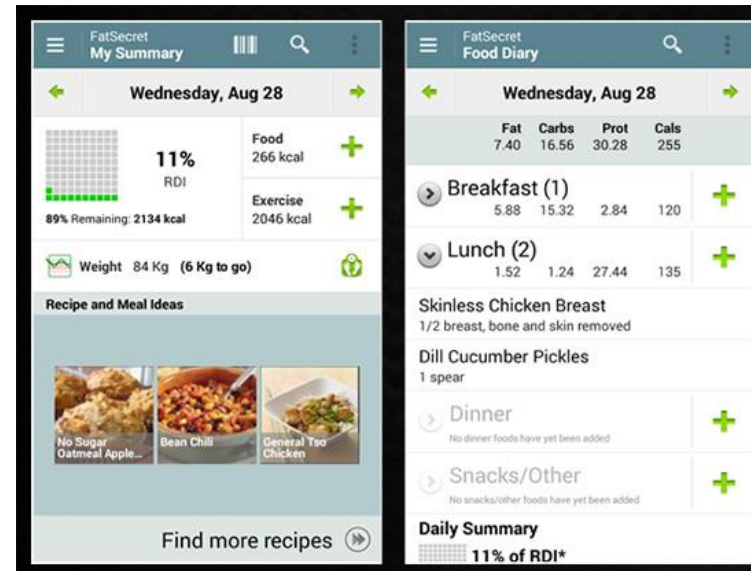 FatSecret
My Summary
Wednesday, Aug 28
11%
RDI
89% Remaining: 2134 kcal
Food
266 kcal
Exercise
2046 kcal
Weight 84 Kg (6 Kg to go)
Recipe and Meal Ideas
No Sugar
Oatmeal Apple...
Bean Chili
General Tso
Chicken
Find more recipes
FatSecret
Food Diary
Wednesday, Aug 28
Fat Carbs Prot Cals
7.40 16.56 30.28 255
Breakfast (1)
5.88 15.32 2.84 120
Lunch (2)
1.52 1.24 27.44 135
Skinless Chicken Breast
1/2 breast, bone and skin removed
Dill Cucumber Pickles
1 spear
Dinner
No dinner foods have yet been added
Snacks/Other
No snacks/other foods have yet been added
Daily Summary
11% of RDI*